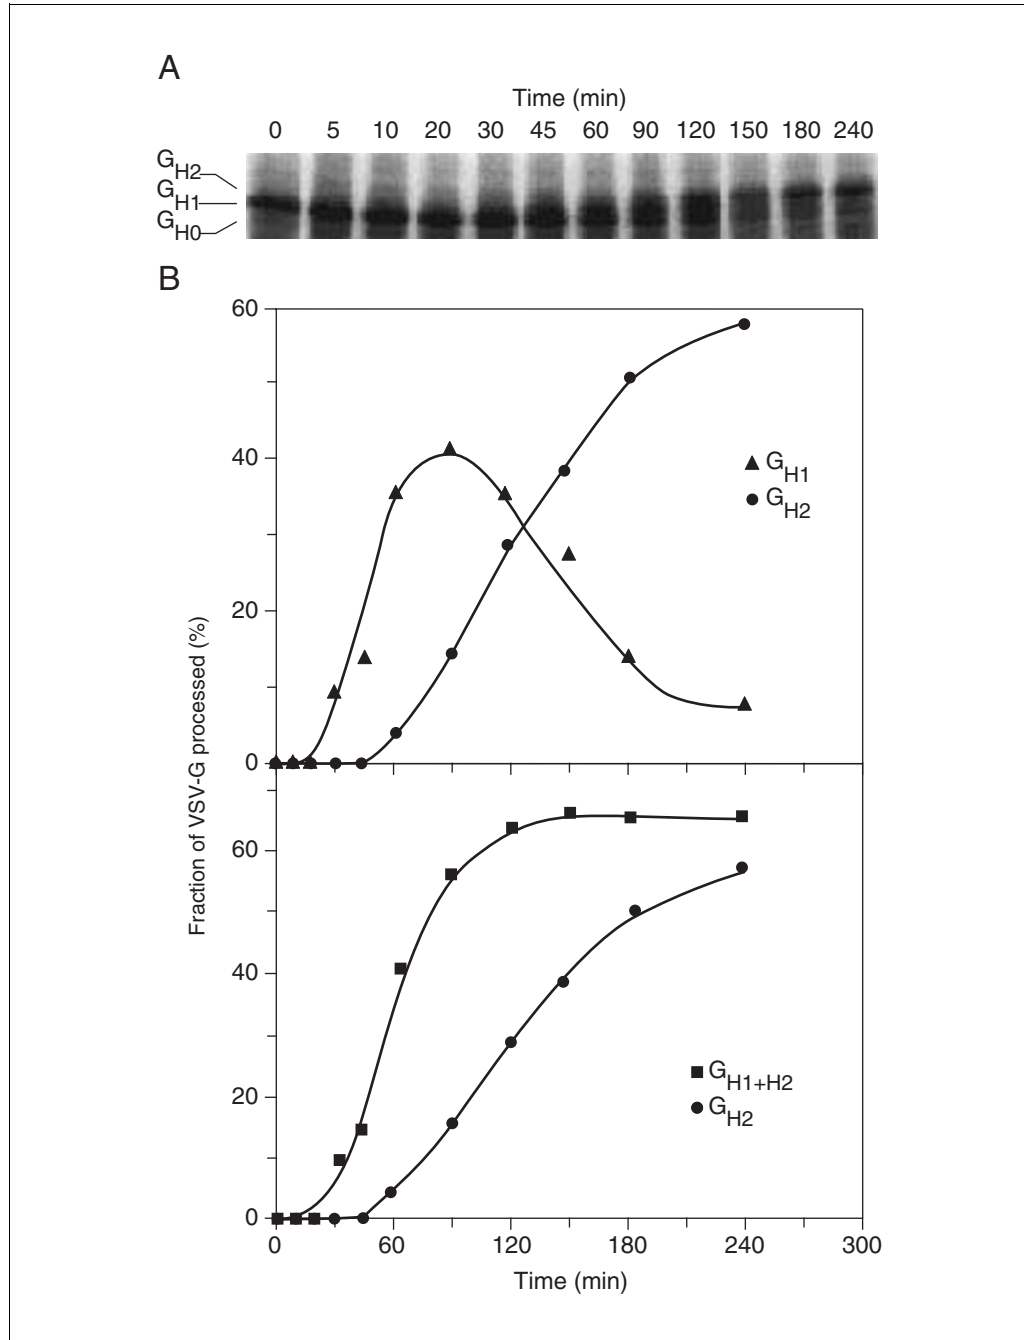 A
Time (min)
0 5 10 20 30 45 60 90 120 150 180 240
GH2
GH1
GH0
B
60
40
20
0
GH1
GH2
Fraction of VSV-G processed (%)
60
40
20
0
GH1+H2
GH2
0 60 120 180 240 300
Time (min)